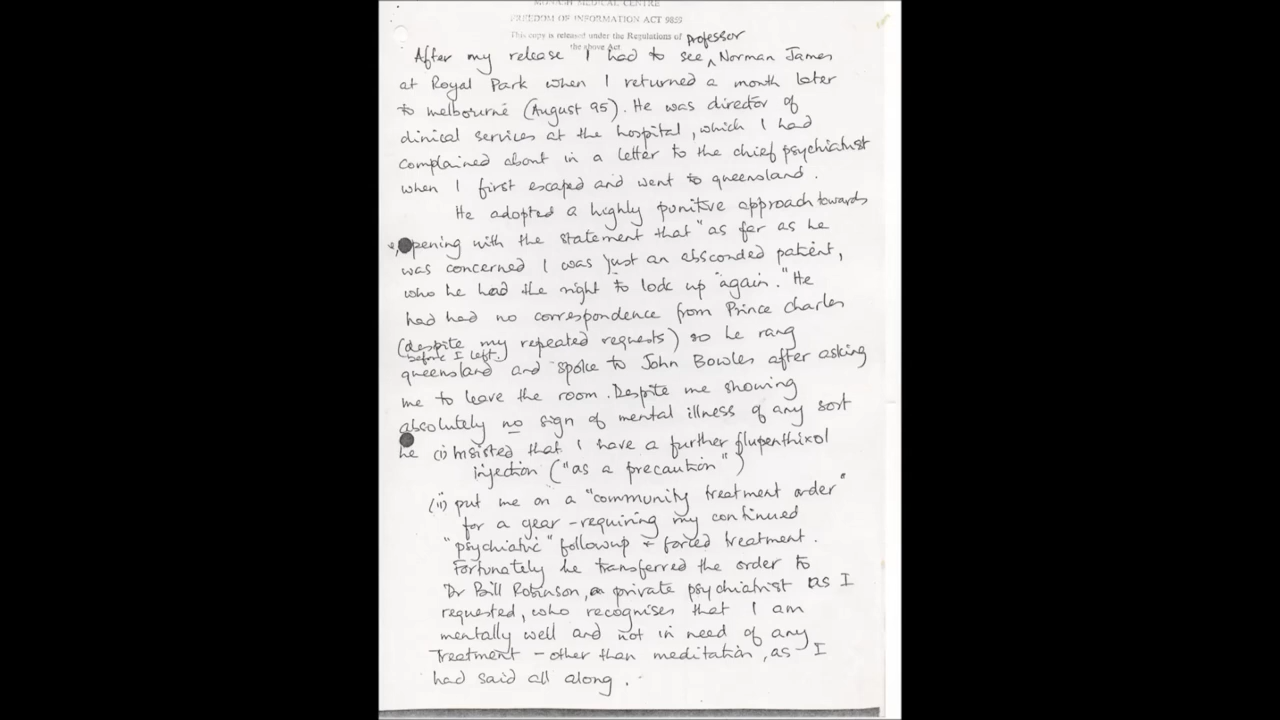 MONASH MEDICAL CENTRE
FREEDOM OF INFORMATION ACT 9859
This copy is released under the Regulations of
the above Act
professor
After my release I had to see ^ Norman James
at Royal Park when I returned a month later
to melbourne (August 95). He was director of
clinical services at the hospital, which I had
complained about in a letter to the chief psychiatrist
when I first escaped and went to queensland.
He adopted a highly punitive approach towards
pening with the statement that "as far as he
was concerned I was just an absconded patient,
who he had the right to lock up again." He
had had no correspondence from Prince Charles
(despite my repeated requests) so he rang
before I left.
queensland and spoke to John Bowles after asking
me to leave the room. Despite me showing
absolutely no sign of mental illness of any sort
he (i) insisted that I have a further flupenthixol
injection ("as a precaution")
(ii) put me on a "community treatment order"
for a year - requiring my continued
"psychiatric" followup + forced treatment.
Fortunately he transferred the order to
Dr Bill Robinson, a private psychiatrist as I
requested, who recognises that I am
mentally well and not in need of any
treatment - other than meditation, as I
had said all along.